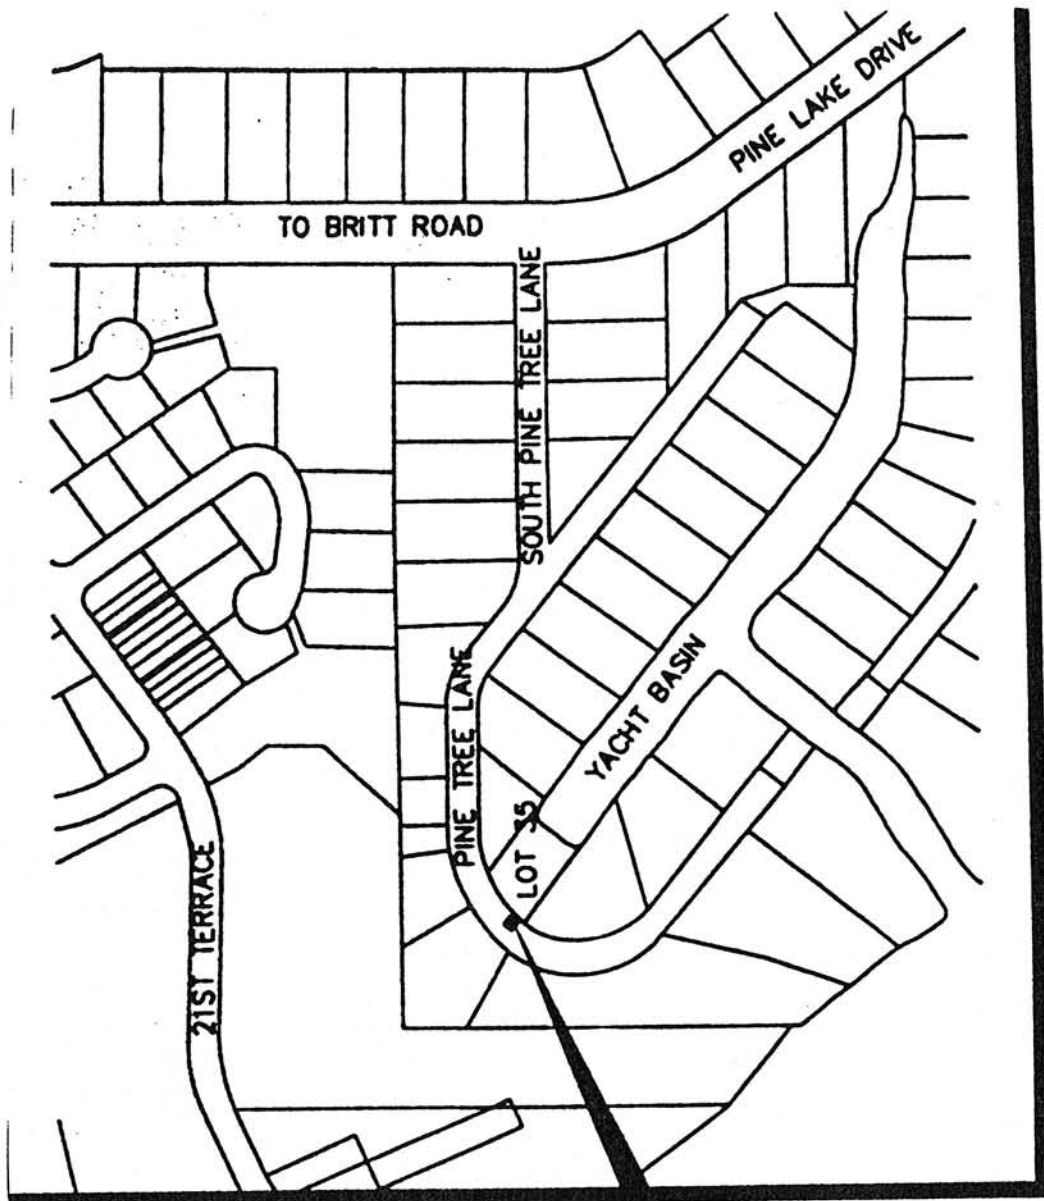 PINE LAKE DRIVE
TO BRITT ROAD
SOUTH PINE TREE LANE
YACHT BASIN
PINE TREE LANE
LOT 35
21ST TERRACE